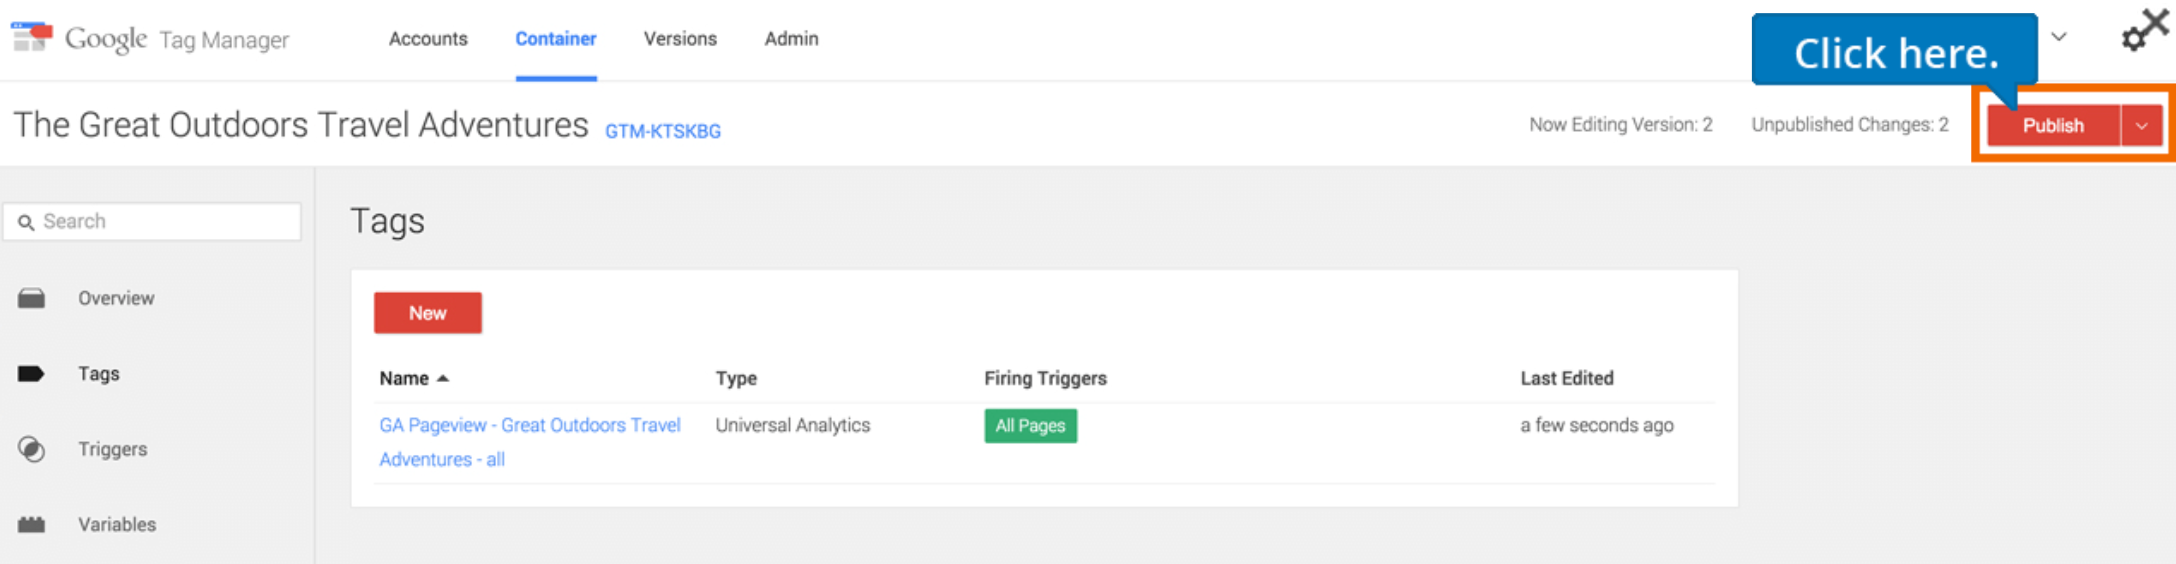 Google Tag Manager Accounts Container Versions Admin Click here.
The Great Outdoors Travel Adventures GTM-KTSKBG Now Editing Version: 2 Unpublished Changes: 2 Publish
Search
Tags
Overview
New
Tags
Name Type Firing Triggers Last Edited
GA Pageview - Great Outdoors Travel Universal Analytics All Pages a few seconds ago
Adventures - all
Triggers
Variables